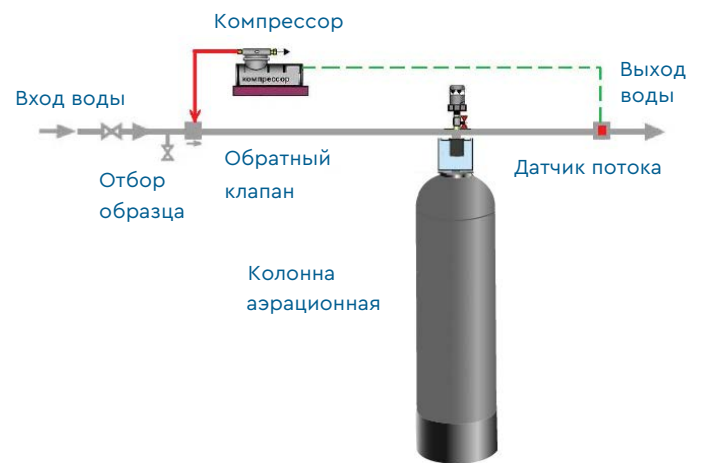 Компрессор
компрессор
Вход воды
Выход
воды
Отбор
образца
Обратный
клапан
Датчик потока
Колонна
аэрационная